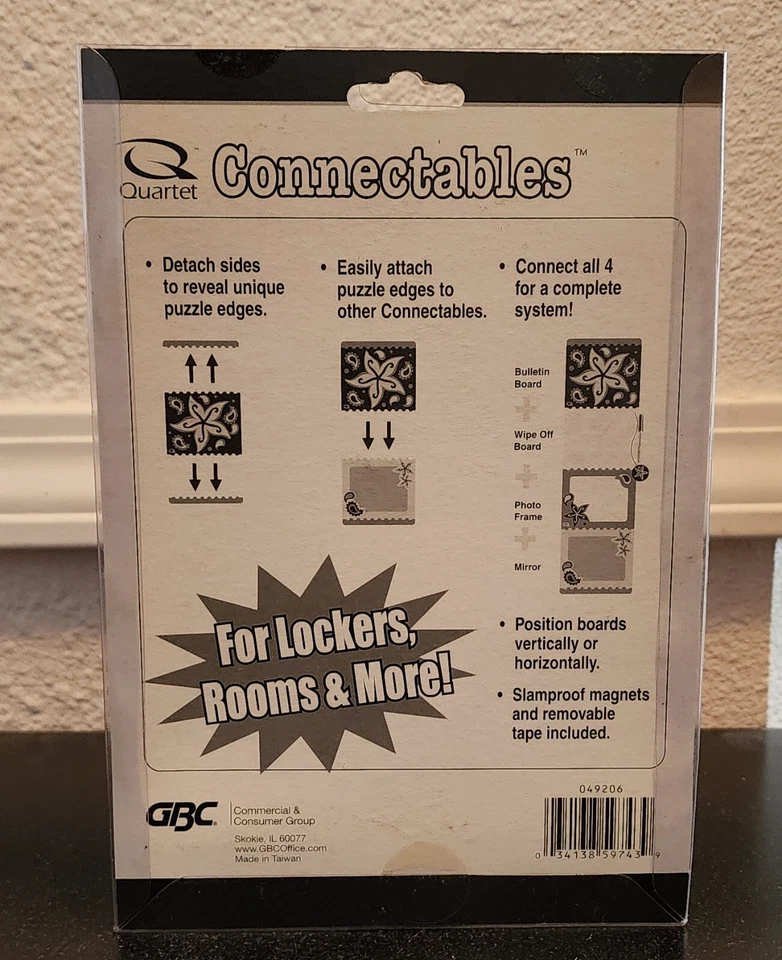 Quartet
Connectables™
• Detach sides
to reveal unique
puzzle edges.
• Easily attach
puzzle edges to
other Connectables.
• Connect all 4
for a complete
system!
Bulletin
Board
+
Wipe Off
Board
+
Photo
Frame
+
Mirror
• Position boards
vertically or
horizontally.
• Slamproof magnets
and removable
tape included.
For Lockers,
Rooms & More!
GBC®
Commercial &
Consumer Group
Skokie, IL 60077
www.GBCOffice.com
Made in Taiwan
049206
0 34138 59743 9